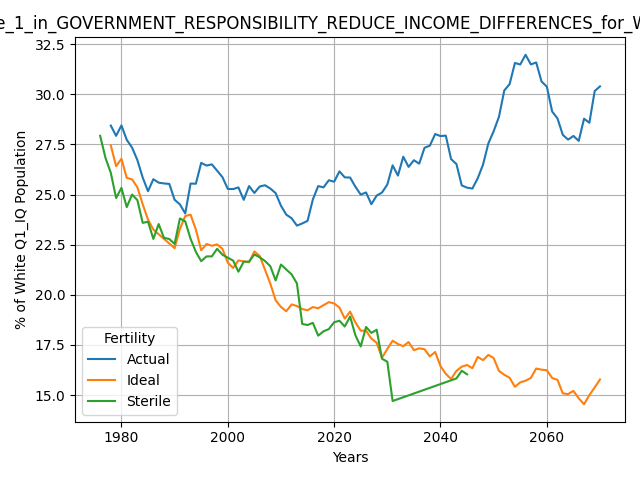 e_1_in_GOVERNMENT_RESPONSIBILITY_REDUCE_INCOME_DIFFERENCES_for_W
32.5
30.0
27.5
25.0
22.5
20.0
17.5
15.0
% of White Q1_IQ Population
Fertility
Actual
Ideal
Sterile
1980 2000 2020 2040 2060
Years